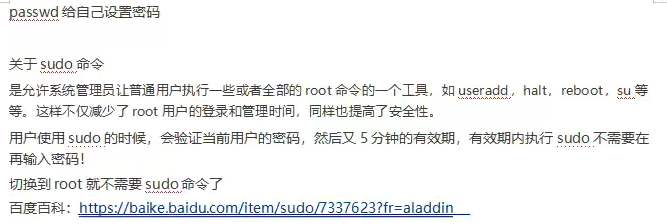 passwd 给自己设置密码
关于 sudo 命令
是允许系统管理员让普通用户执行一些或者全部的 root 命令的一个工具，如 useradd，halt，reboot，su 等
等。这样不仅减少了 root 用户的登录和管理时间，同样也提高了安全性。
用户使用 sudo 的时候，会验证当前用户的密码，然后又 5 分钟的有效期，有效期内执行 sudo 不需要在
再输入密码！
切换到 root 就不需要 sudo 命令了
百度百科：https://baike.baidu.com/item/sudo/7337623?fr=aladdin